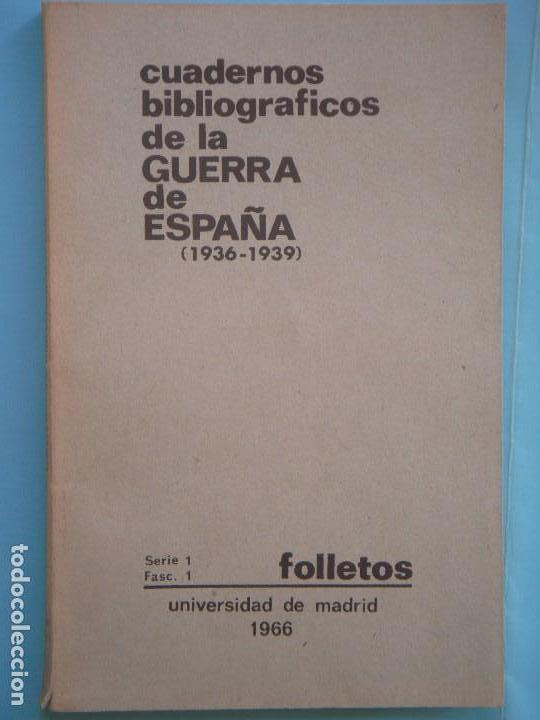 cuadernos
bibliograficos
de la
GUERRA
de
ESPAÑA
(1936-1939)
Serie 1
Fasc. 1
folletos
universidad de madrid
1966
todocoleccion.net